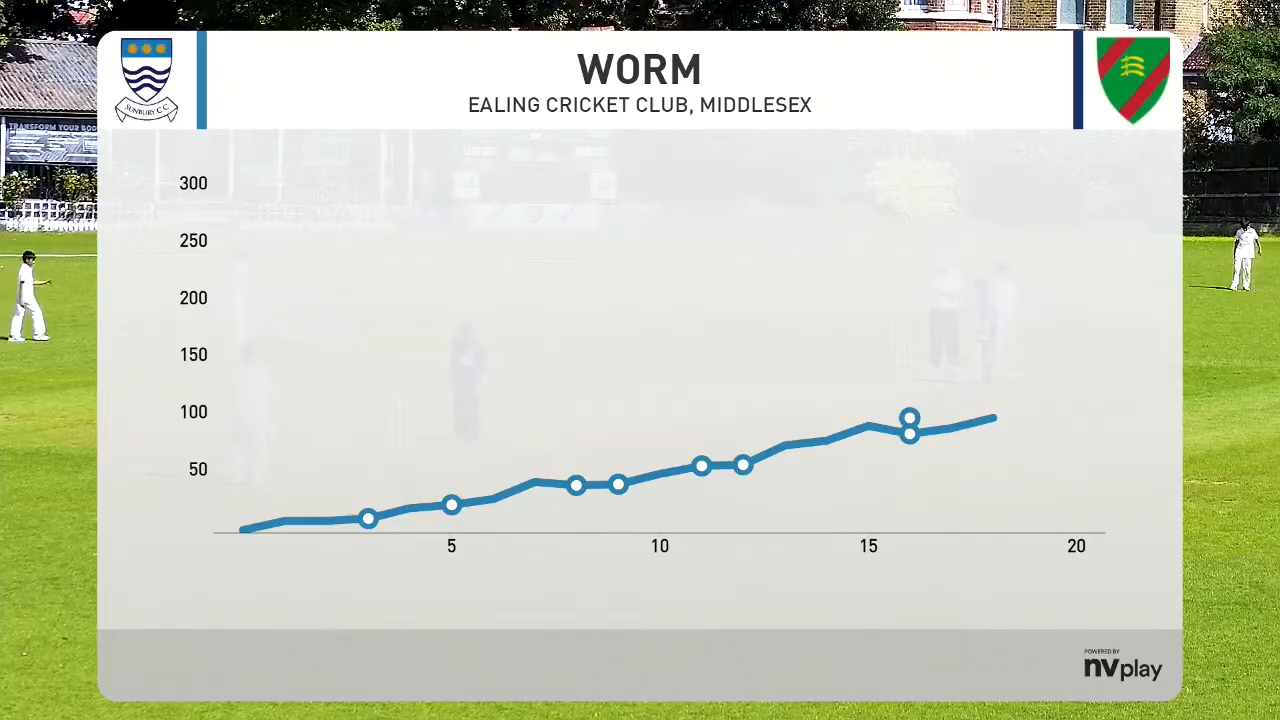 WORM
EALING CRICKET CLUB, MIDDLESEX
SUNBURY C.C.
TRANSFORM YOUR BOD
300
250
200
150
100
50
5
10
15
20
POWERED BY
nvplay